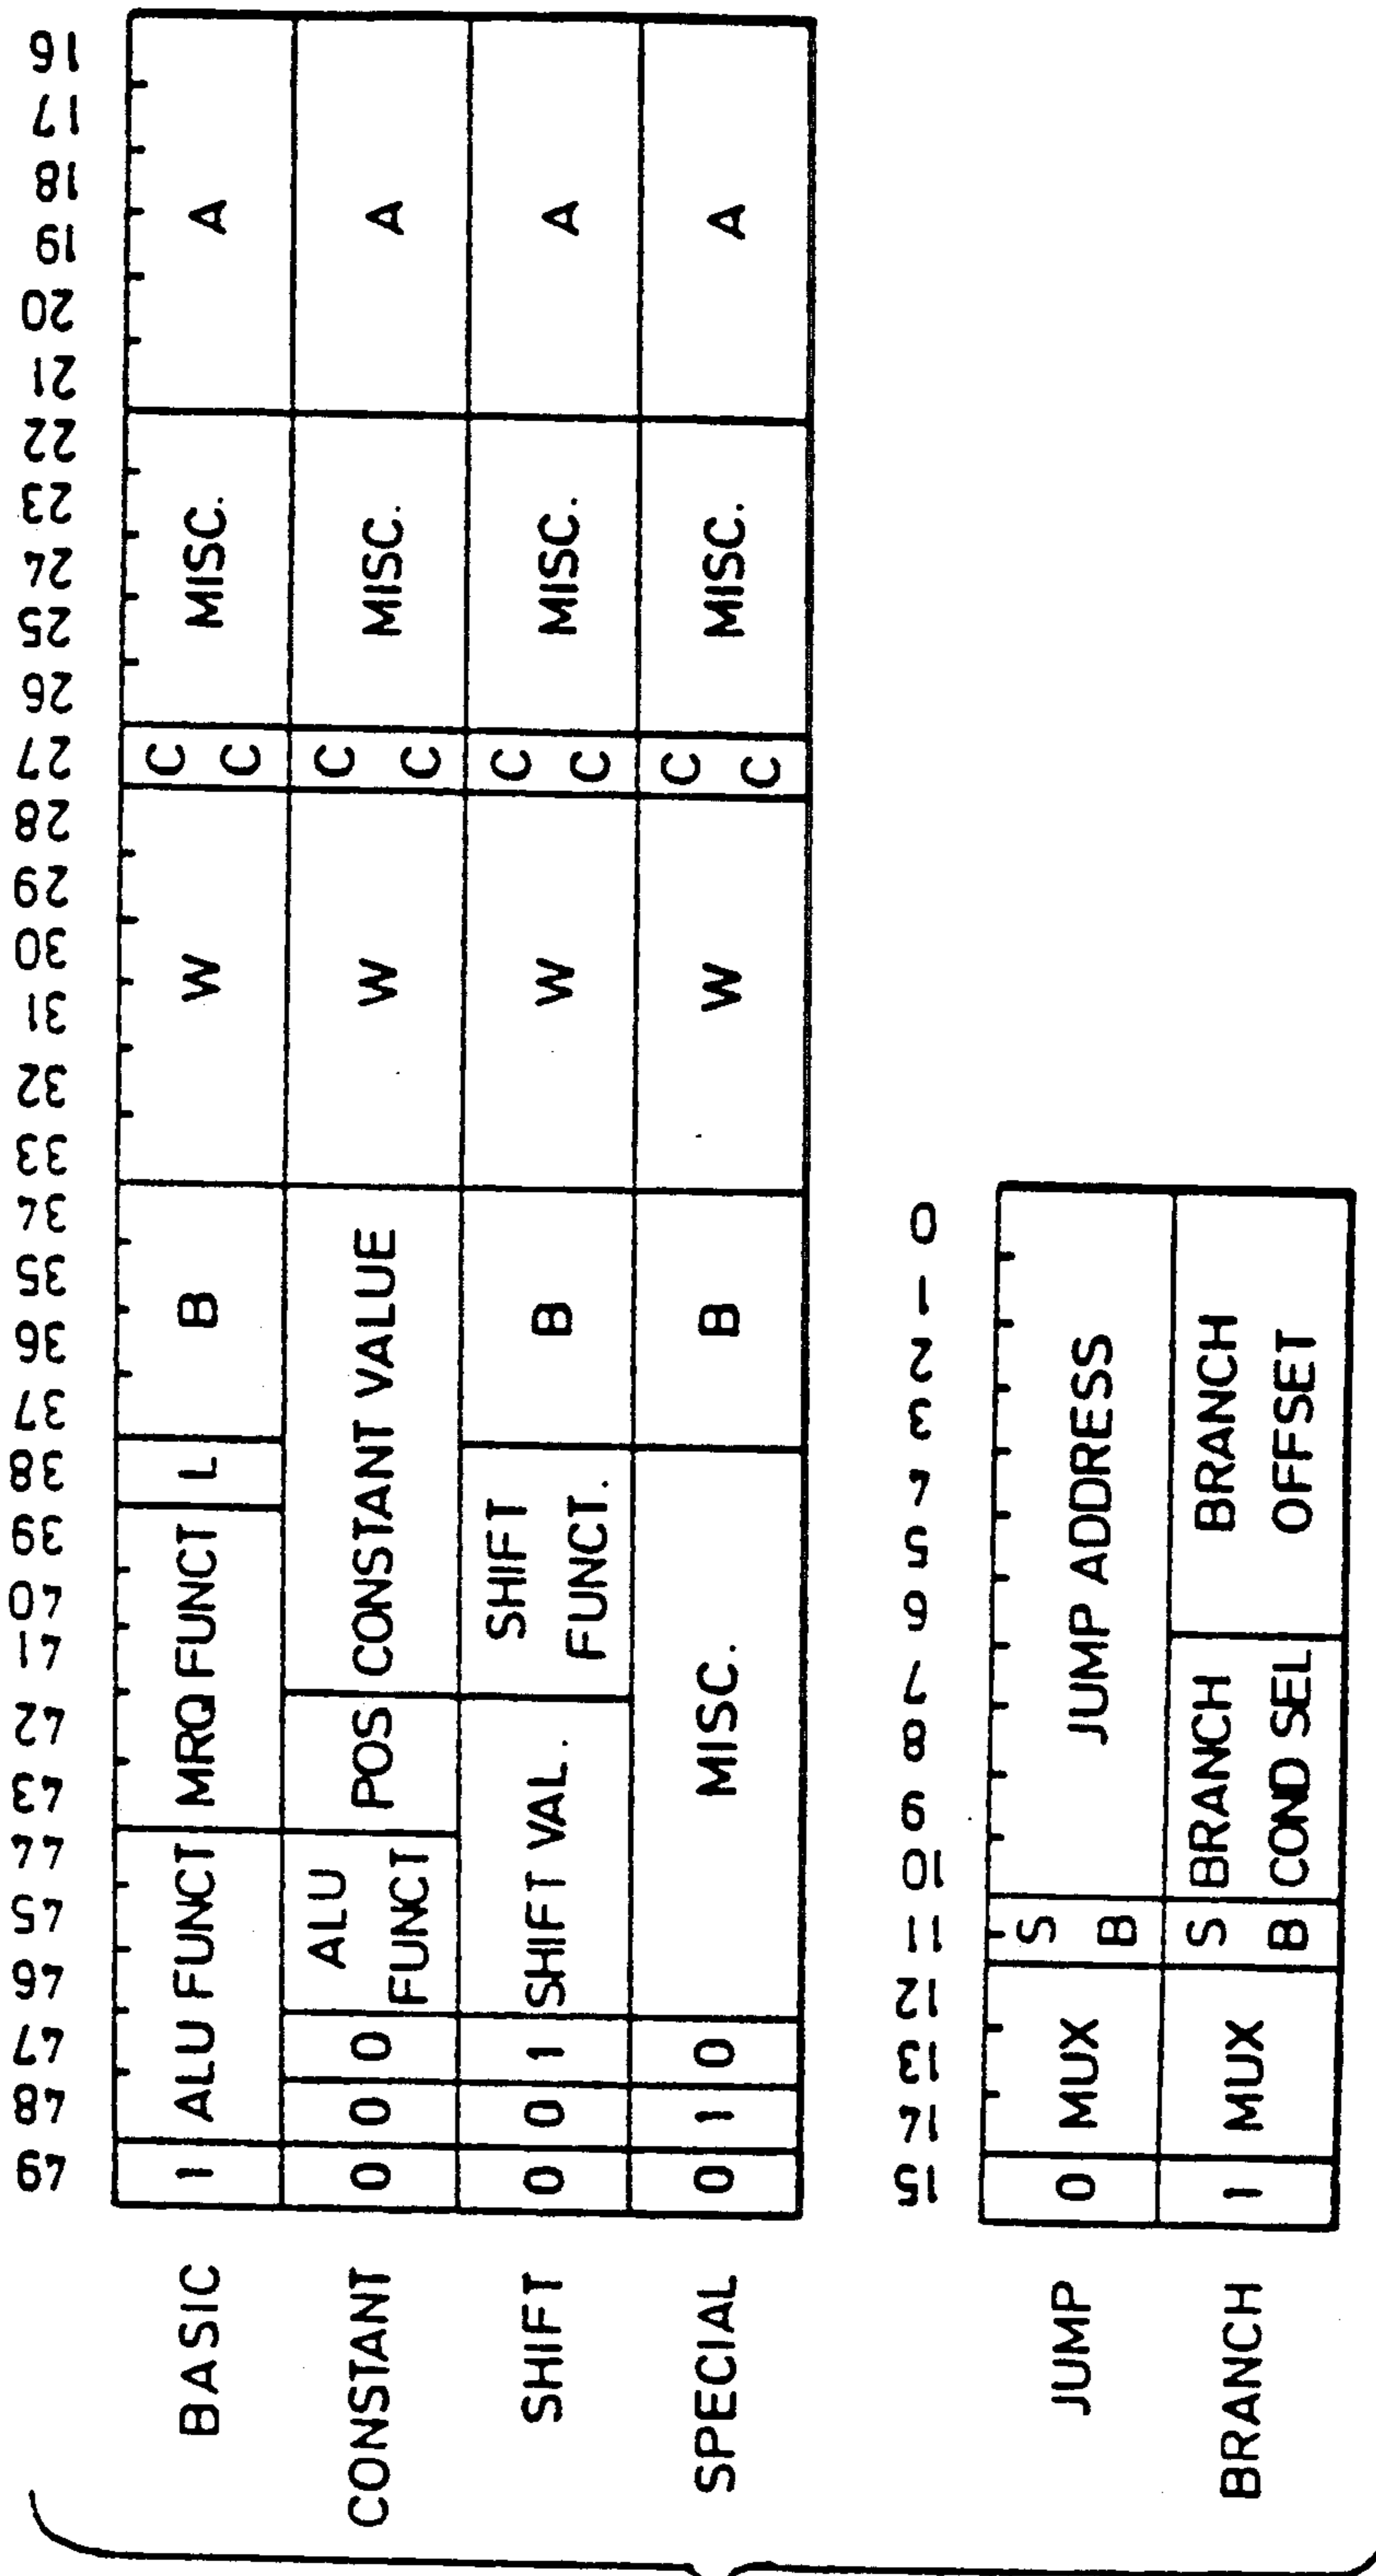 49 48 47 46 45 44 43 42 41 40 39 38 37 36 35 34 33 32 31 30 29 28 27 26 25 24 23 22 21 20 19 18 17 16
BASIC 1 ALU FUNCT MRQ FUNCT L B W C C MISC. A
CONSTANT 0 0 0 ALU FUNCT POS CONSTANT VALUE W C C MISC. A
SHIFT 0 0 1 SHIFT VAL. SHIFT FUNCT. B W C C MISC. A
SPECIAL 0 1 0 MISC. B W C C MISC. A
15 14 13 12 11 10 9 8 7 6 5 4 3 2 1 0
JUMP 0 MUX S B JUMP ADDRESS
BRANCH 1 MUX S B BRANCH COND SEL BRANCH OFFSET